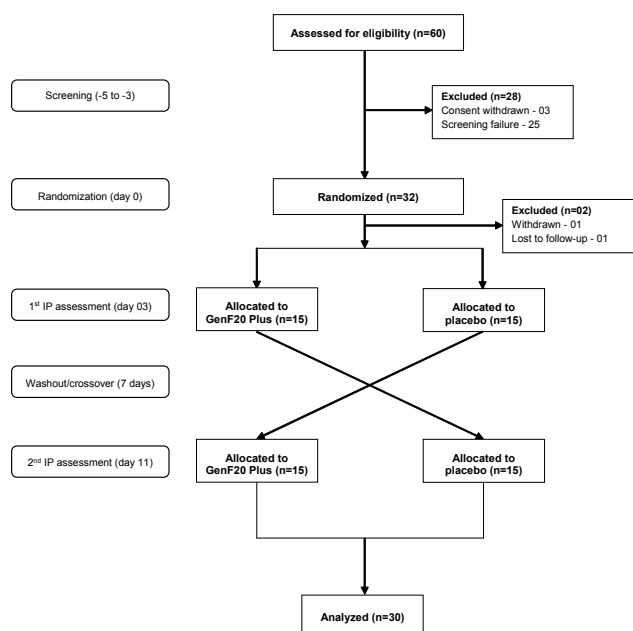 Assessed for eligibility (n=60)
Screening (-5 to -3)
Excluded (n=28)
Consent withdrawn - 03
Screening failure - 25
Randomization (day 0)
Randomized (n=32)
Excluded (n=02)
Withdrawn - 01
Lost to follow-up - 01
1st IP assessment (day 03)
Allocated to
GenF20 Plus (n=15)
Allocated to
placebo (n=15)
Washout/crossover (7 days)
2nd IP assessment (day 11)
Allocated to
GenF20 Plus (n=15)
Allocated to
placebo (n=15)
Analyzed (n=30)